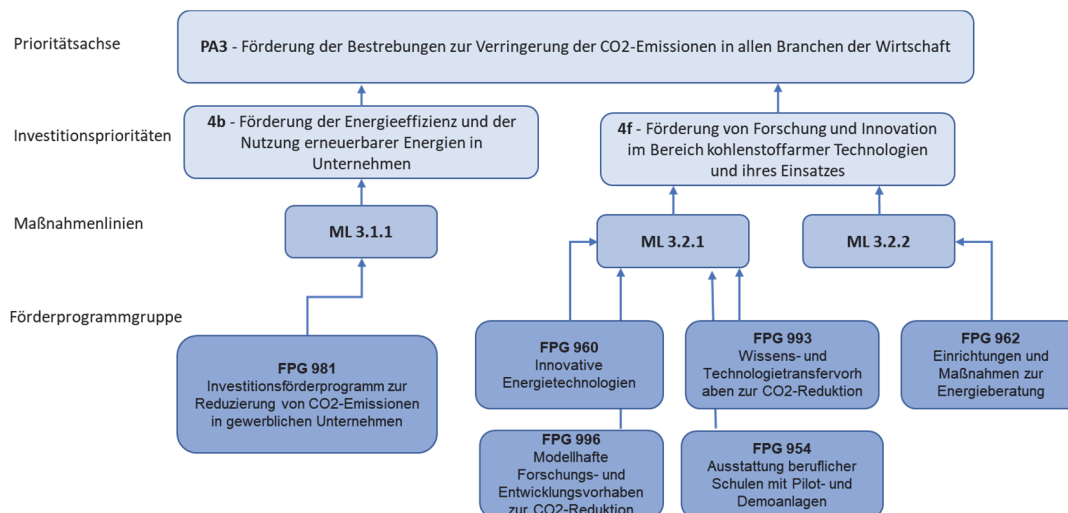 Prioritätsachse
PA3 - Förderung der Bestrebungen zur Verringerung der CO2-Emissionen in allen Branchen der Wirtschaft
Investitionsprioritäten
4b - Förderung der Energieeffizienz und der
Nutzung erneuerbarer Energien in
Unternehmen
4f - Förderung von Forschung und Innovation
im Bereich kohlenstoffarmer Technologien
und ihres Einsatzes
Maßnahmenlinien
ML 3.1.1
ML 3.2.1
ML 3.2.2
Förderprogrammgruppe
FPG 981
Investitionsförderprogramm zur
Reduzierung von CO2-Emissionen
in gewerblichen Unternehmen
FPG 960
Innovative
Energietechnologien
FPG 993
Wissens- und
Technologietransfervorh
aben zur CO2-Reduktion
FPG 962
Einrichtungen und
Maßnahmen zur
Energieberatung
FPG 996
Modellhafte
Forschungs- und
Entwicklungsvorhaben
zur CO2-Reduktion
FPG 954
Ausstattung beruflicher
Schulen mit Pilot- und
Demoanlagen